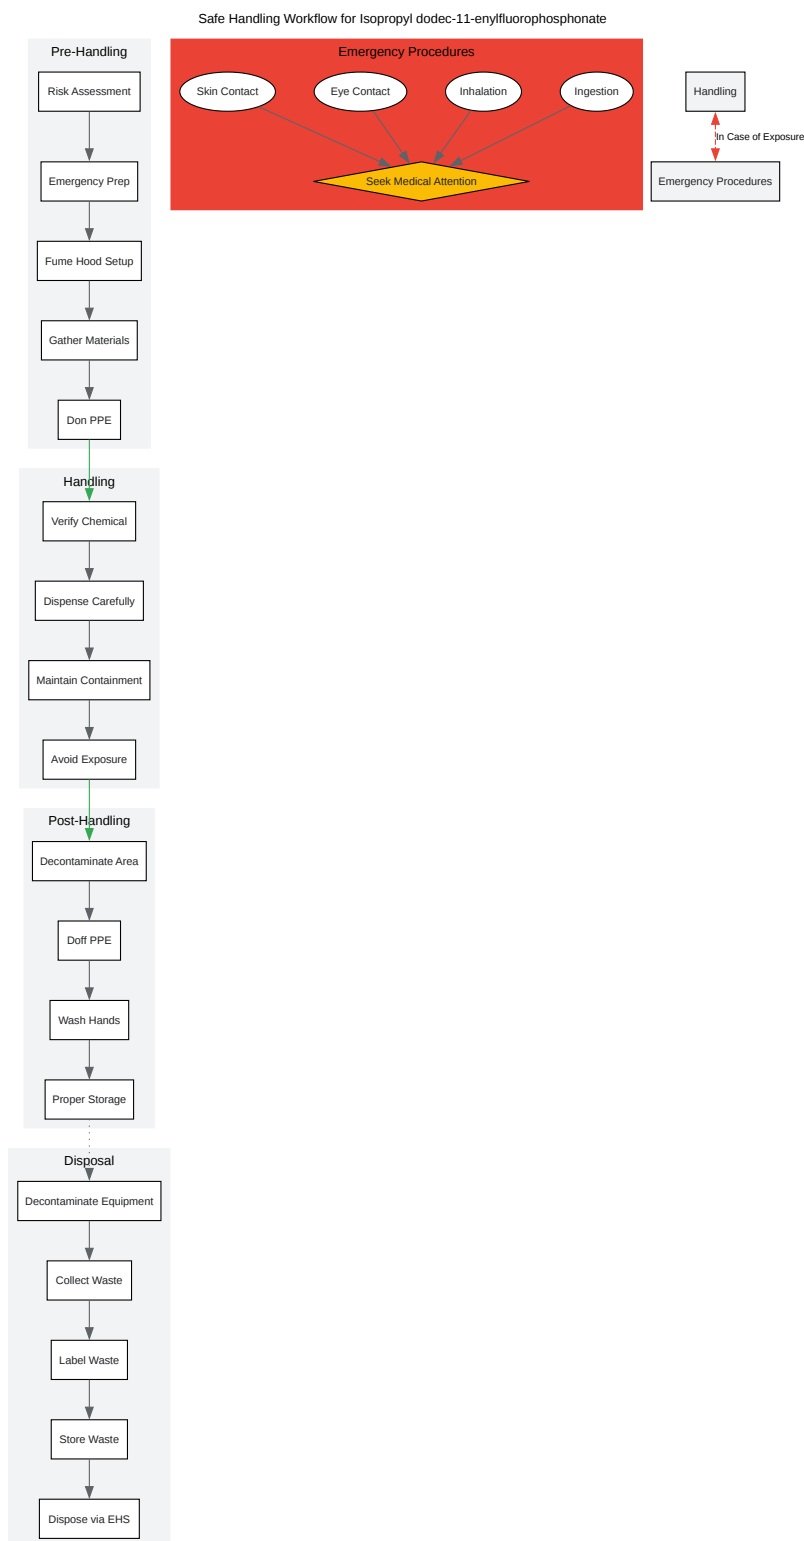 Safe Handling Workflow for Isopropyl dodec-11-enylfluorophosphonate
Pre-Handling
Risk Assessment
Emergency Prep
Fume Hood Setup
Gather Materials
Don PPE
Handling
Verify Chemical
Dispense Carefully
Maintain Containment
Avoid Exposure
Post-Handling
Decontaminate Area
Doff PPE
Wash Hands
Proper Storage
Disposal
Decontaminate Equipment
Collect Waste
Label Waste
Store Waste
Dispose via EHS
Emergency Procedures
Skin Contact
Eye Contact
Inhalation
Ingestion
Seek Medical Attention
Handling
In Case of Exposure
Emergency Procedures